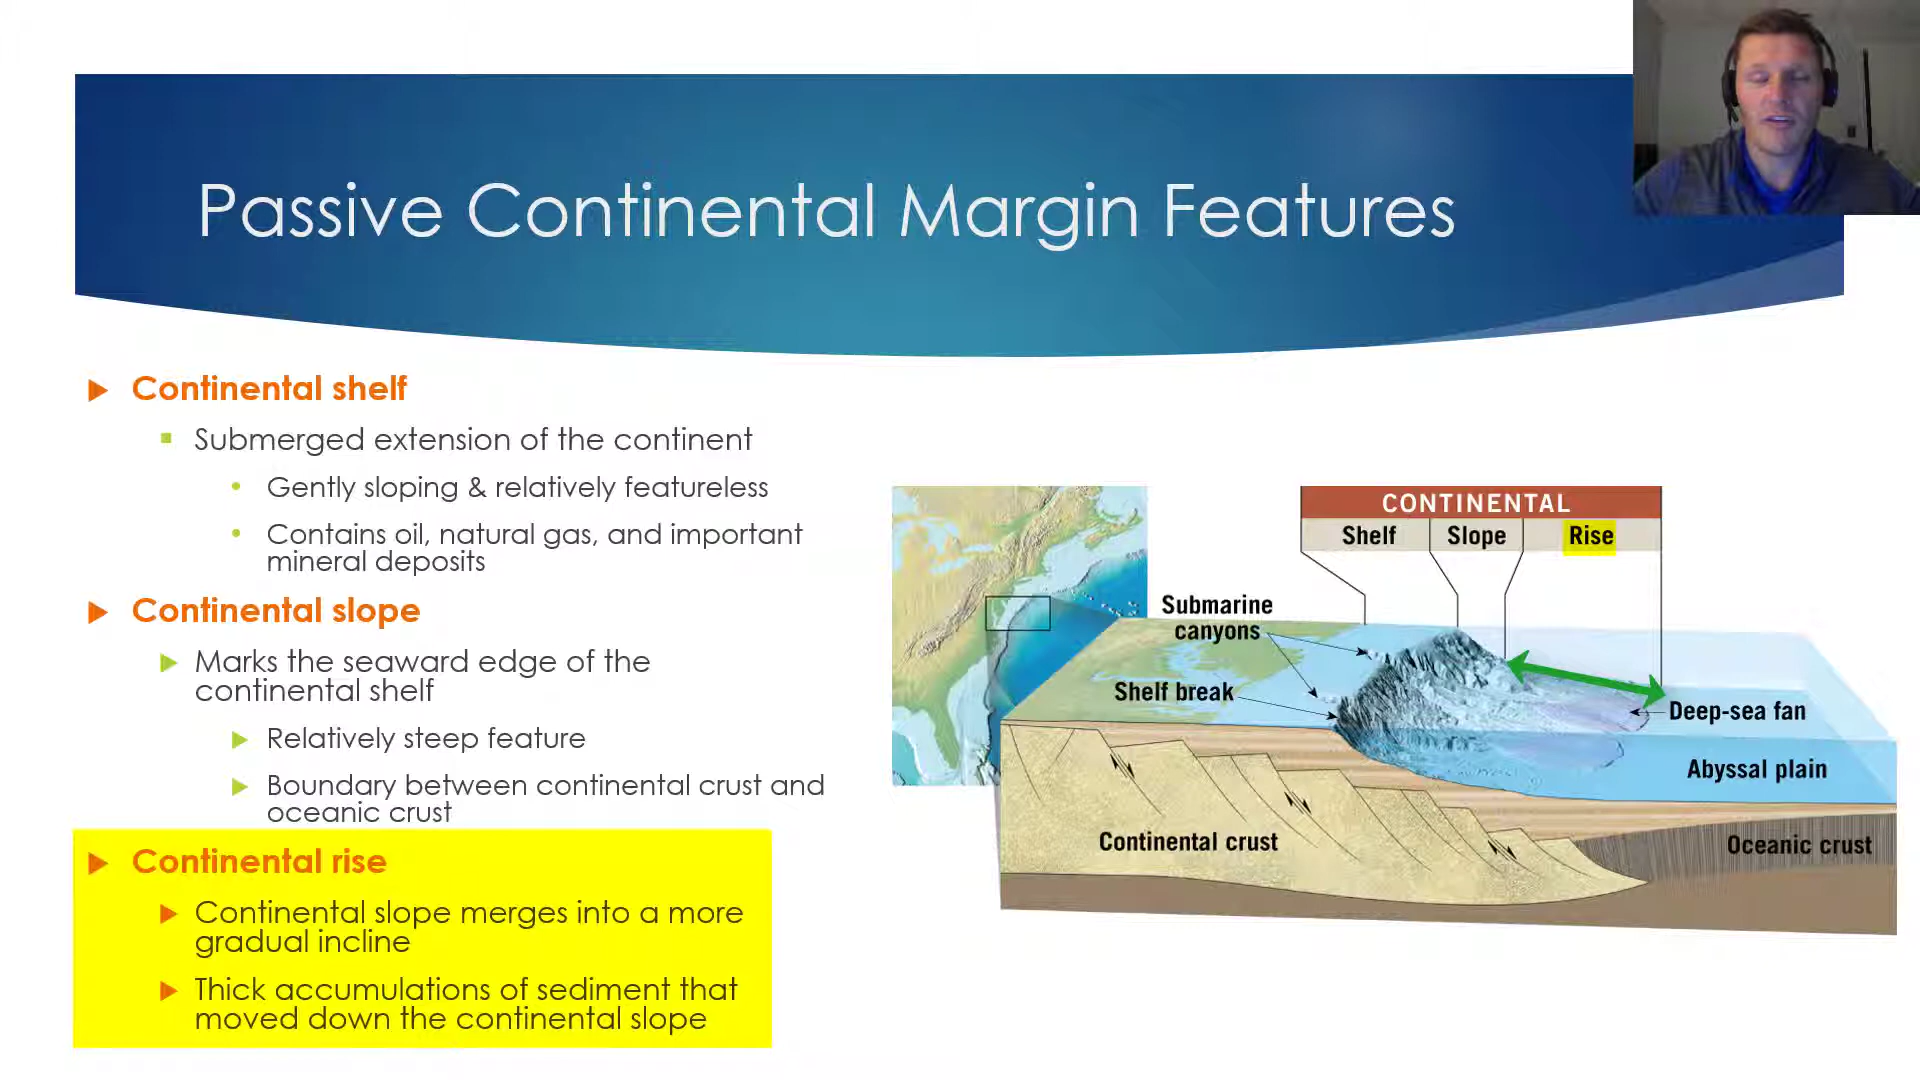 Passive Continental Margin Features
Continental shelf
Submerged extension of the continent
Gently sloping & relatively featureless
Contains oil, natural gas, and important
mineral deposits
Continental slope
Marks the seaward edge of the
continental shelf
Relatively steep feature
Boundary between continental crust and
oceanic crust
Continental rise
Continental slope merges into a more
gradual incline
Thick accumulations of sediment that
moved down the continental slope
CONTINENTAL
Shelf Slope Rise
Submarine
canyons
Shelf break
Deep-sea fan
Abyssal plain
Continental crust
Oceanic crust